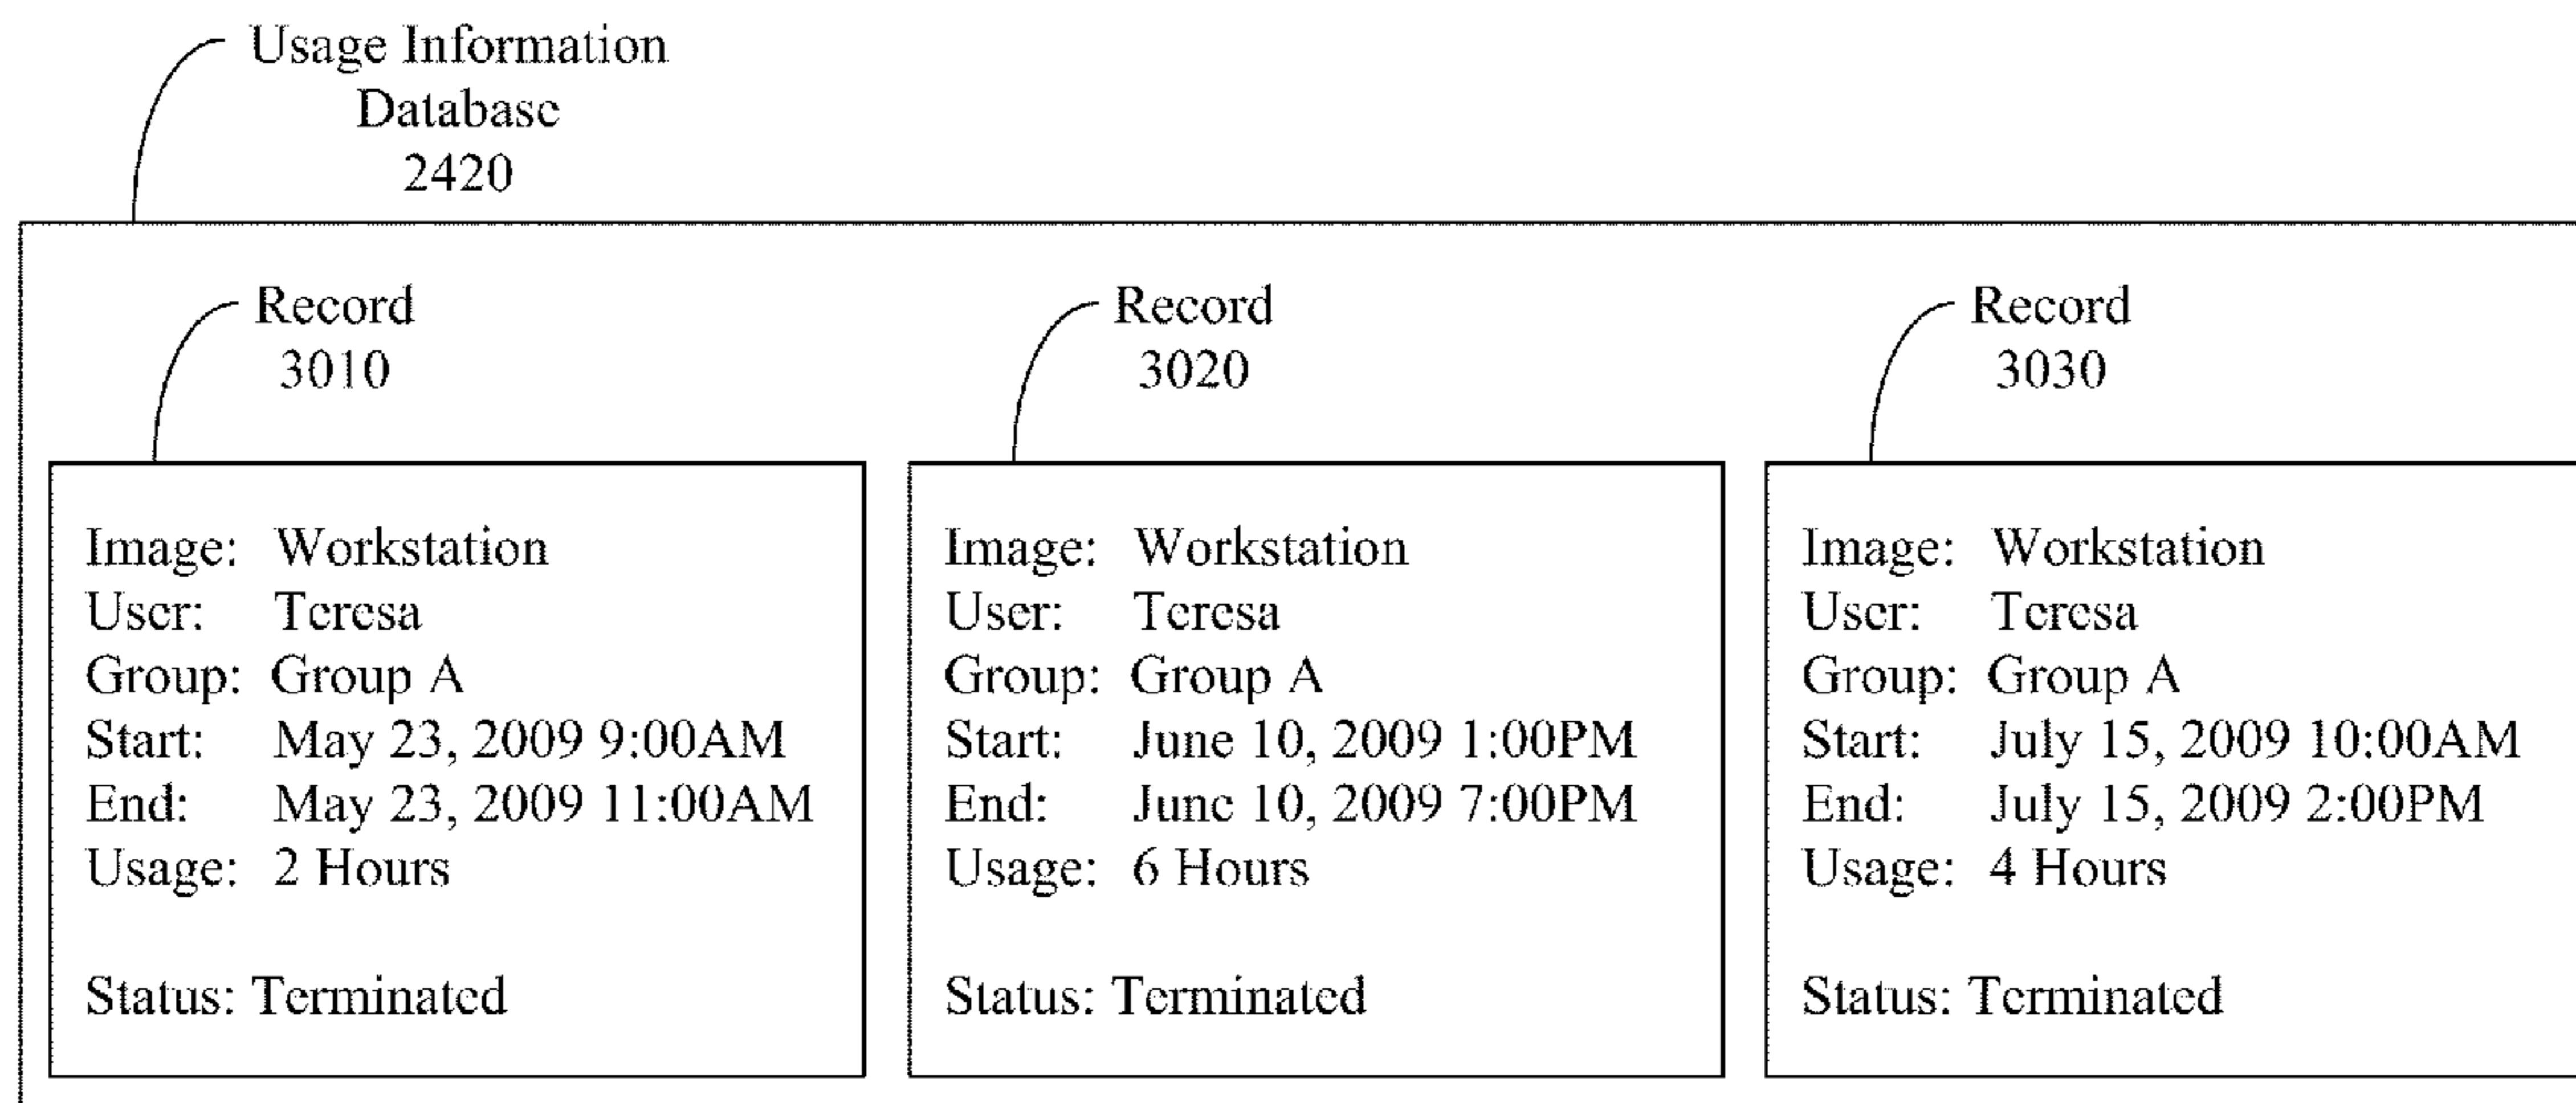 Usage Information
Database
2420
Record
3010
Record
3020
Record
3030
Image: Workstation
User: Teresa
Group: Group A
Start: May 23, 2009 9:00AM
End: May 23, 2009 11:00AM
Usage: 2 Hours
Status: Terminated
Image: Workstation
User: Teresa
Group: Group A
Start: June 10, 2009 1:00PM
End: June 10, 2009 7:00PM
Usage: 6 Hours
Status: Terminated
Image: Workstation
User: Teresa
Group: Group A
Start: July 15, 2009 10:00AM
End: July 15, 2009 2:00PM
Usage: 4 Hours
Status: Terminated